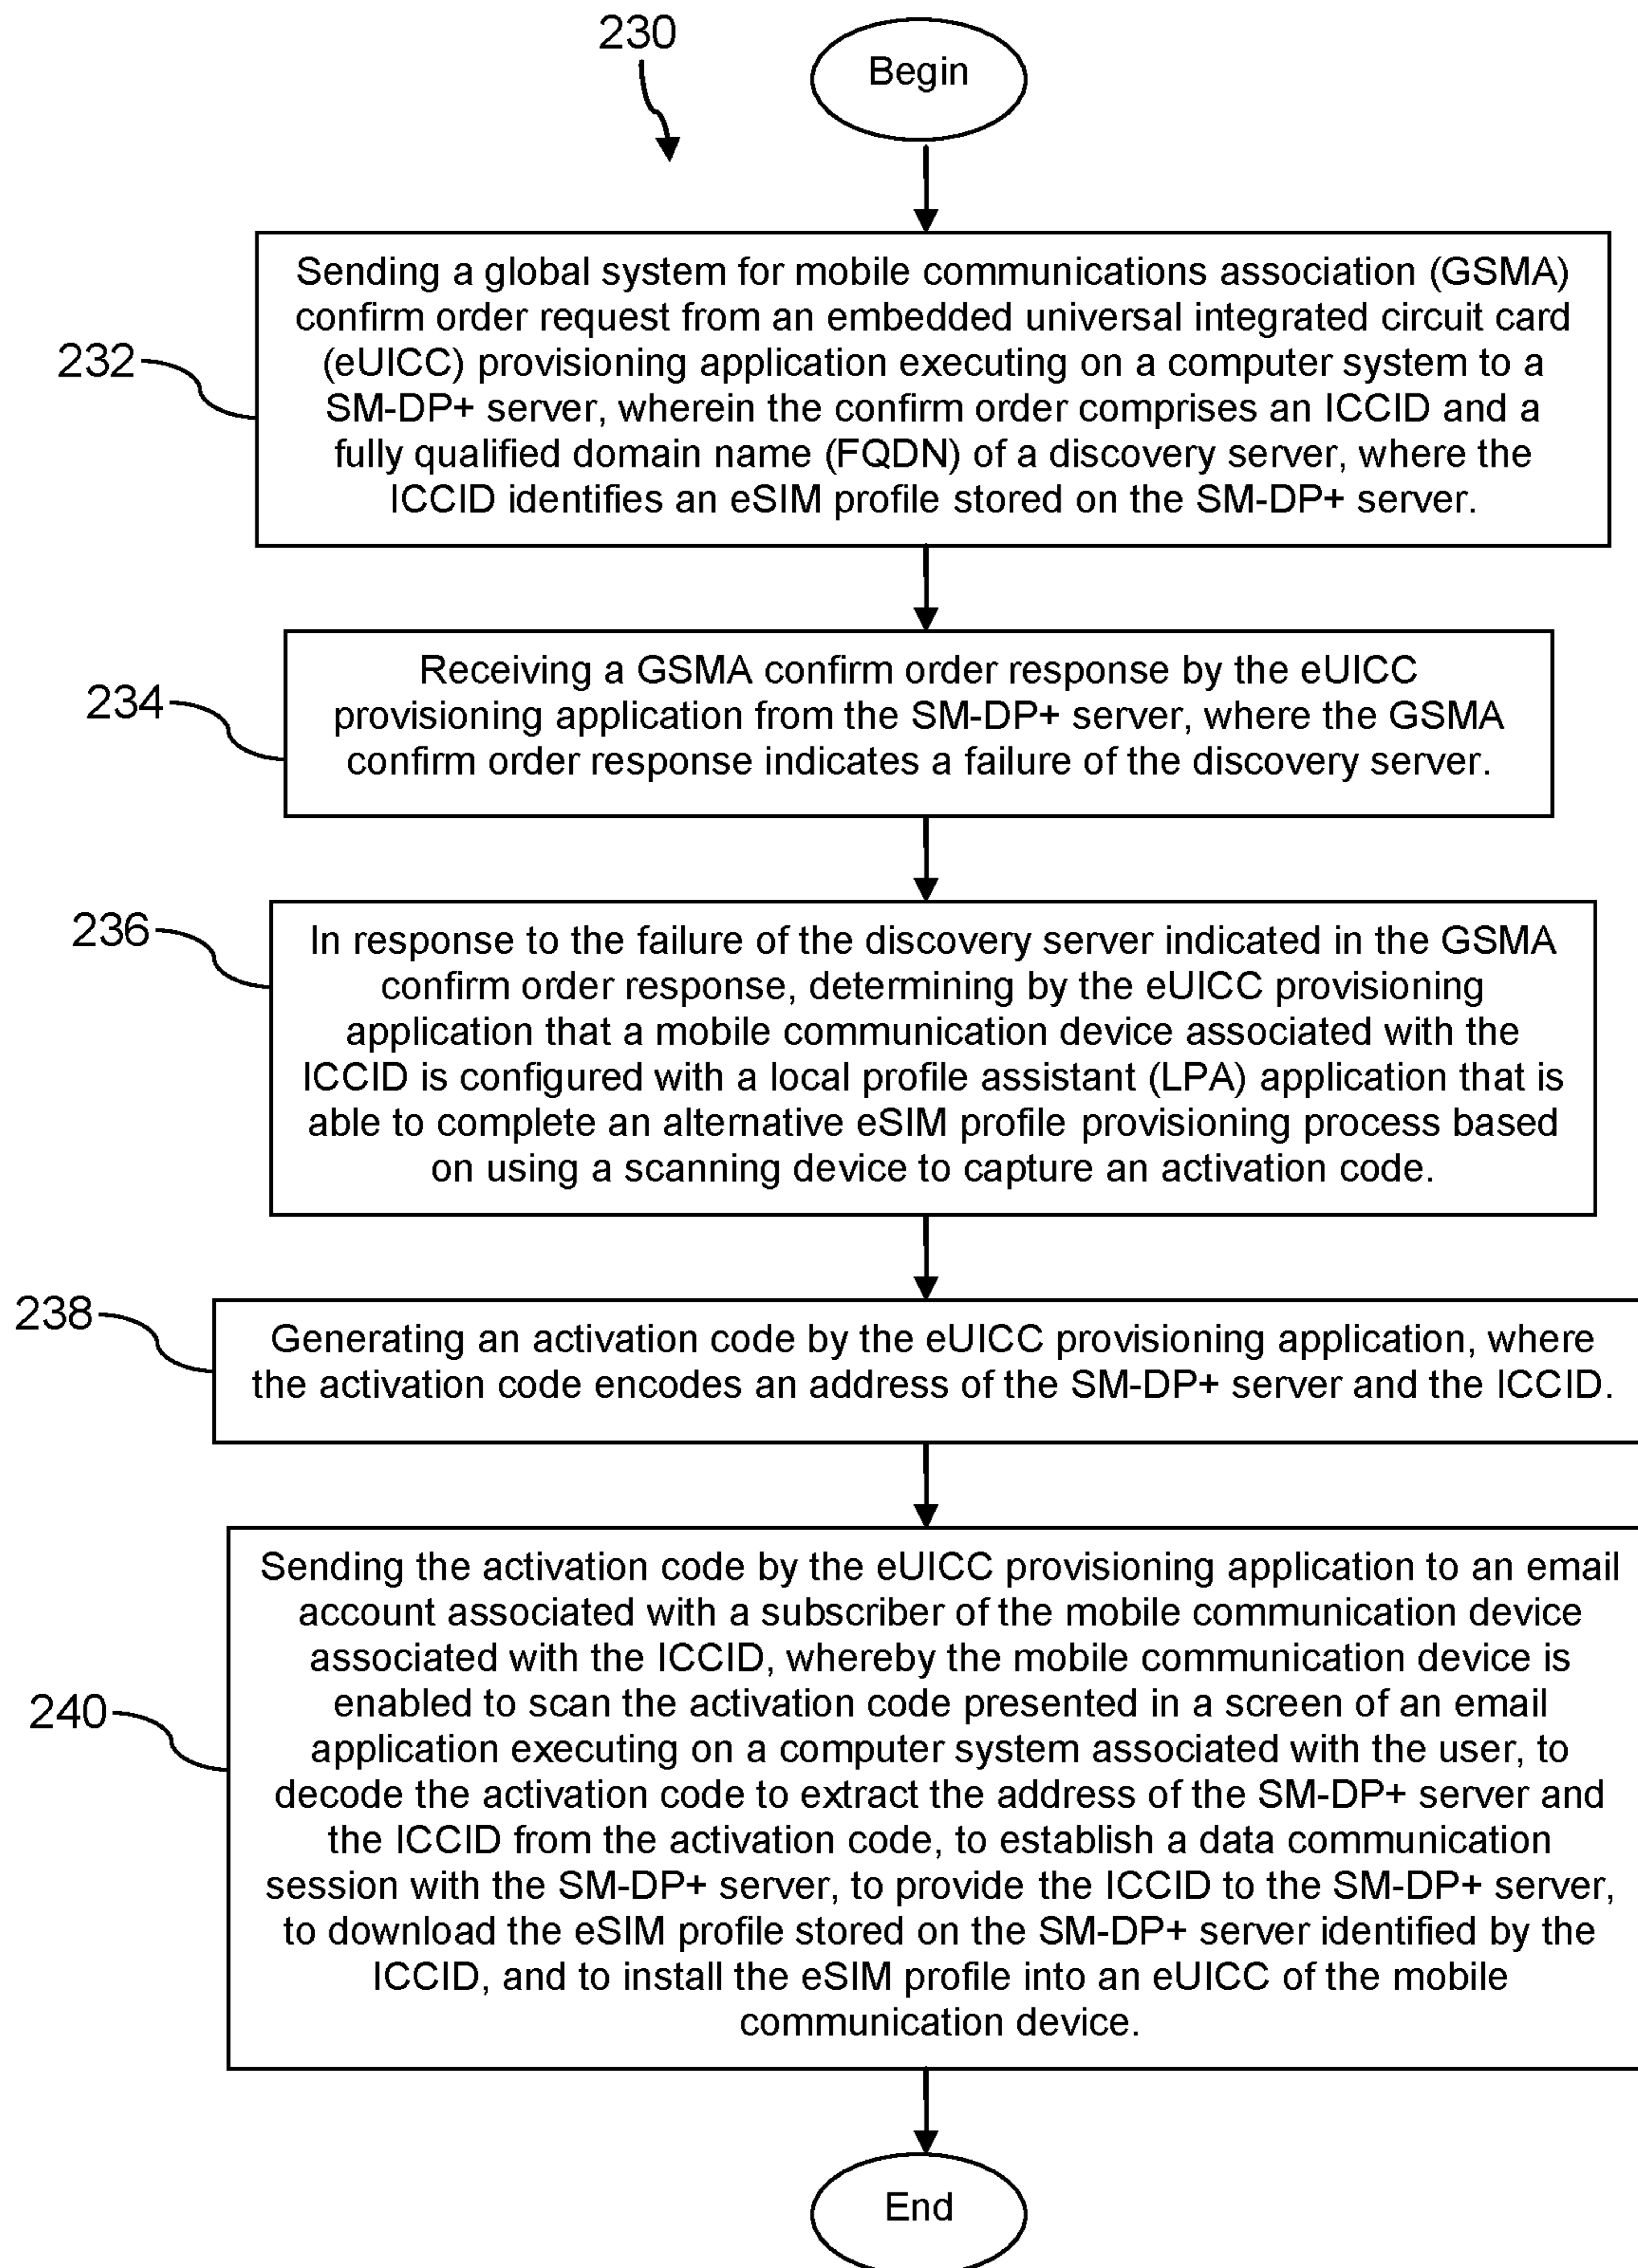 230
Begin
Sending a global system for mobile communications association (GSMA)
confirm order request from an embedded universal integrated circuit card
(eUICC) provisioning application executing on a computer system to a
SM-DP+ server, wherein the confirm order comprises an ICCID and a
fully qualified domain name (FQDN) of a discovery server, where the
ICCID identifies an eSIM profile stored on the SM-DP+ server.
232
Receiving a GSMA confirm order response by the eUICC
provisioning application from the SM-DP+ server, where the GSMA
confirm order response indicates a failure of the discovery server.
234
In response to the failure of the discovery server indicated in the GSMA
confirm order response, determining by the eUICC provisioning
application that a mobile communication device associated with the
ICCID is configured with a local profile assistant (LPA) application that is
able to complete an alternative eSIM profile provisioning process based
on using a scanning device to capture an activation code.
236
Generating an activation code by the eUICC provisioning application, where
the activation code encodes an address of the SM-DP+ server and the ICCID.
238
Sending the activation code by the eUICC provisioning application to an email
account associated with a subscriber of the mobile communication device
associated with the ICCID, whereby the mobile communication device is
enabled to scan the activation code presented in a screen of an email
application executing on a computer system associated with the user, to
decode the activation code to extract the address of the SM-DP+ server and
the ICCID from the activation code, to establish a data communication
session with the SM-DP+ server, to provide the ICCID to the SM-DP+ server,
to download the eSIM profile stored on the SM-DP+ server identified by the
ICCID, and to install the eSIM profile into an eUICC of the mobile
communication device.
240
End